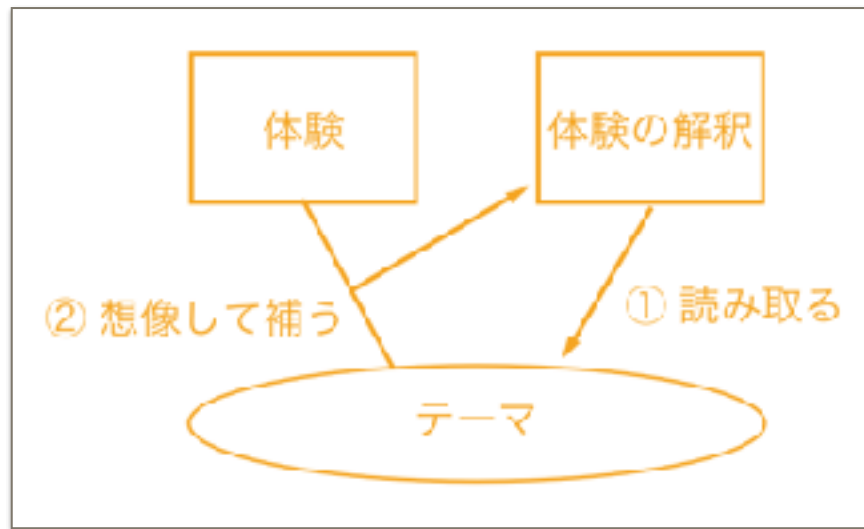 体験
体験の解釈
② 想像して補う
① 読み取る
テーマ